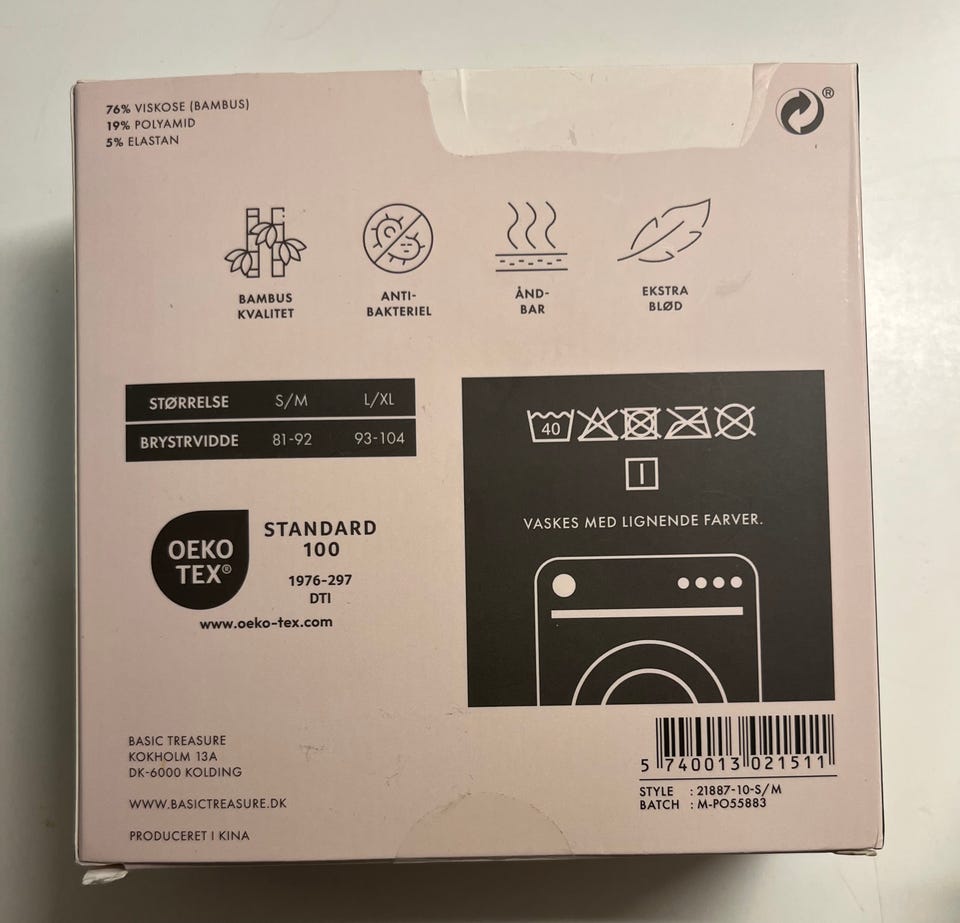 76% VISKOSE (BAMBUS)
19% POLYAMID
5% ELASTAN
®
BAMBUS
KVALITET
ANTI-
BAKTERIEL
ÅND-
BAR
EKSTRA
BLØD
STØRRELSE S/M L/XL
BRYSTVIDDE 81-92 93-104
40
VASKES MED LIGNENDE FARVER.
OEKO
TEX®
STANDARD
100
1976-297
DTI
www.oeko-tex.com
BASIC TREASURE
KOKHOLM 13A
DK-6000 KOLDING
WWW.BASICTREASURE.DK
PRODUCERET I KINA
5 740013 021511
STYLE : 21887-10-S/M
BATCH : M-PO55883